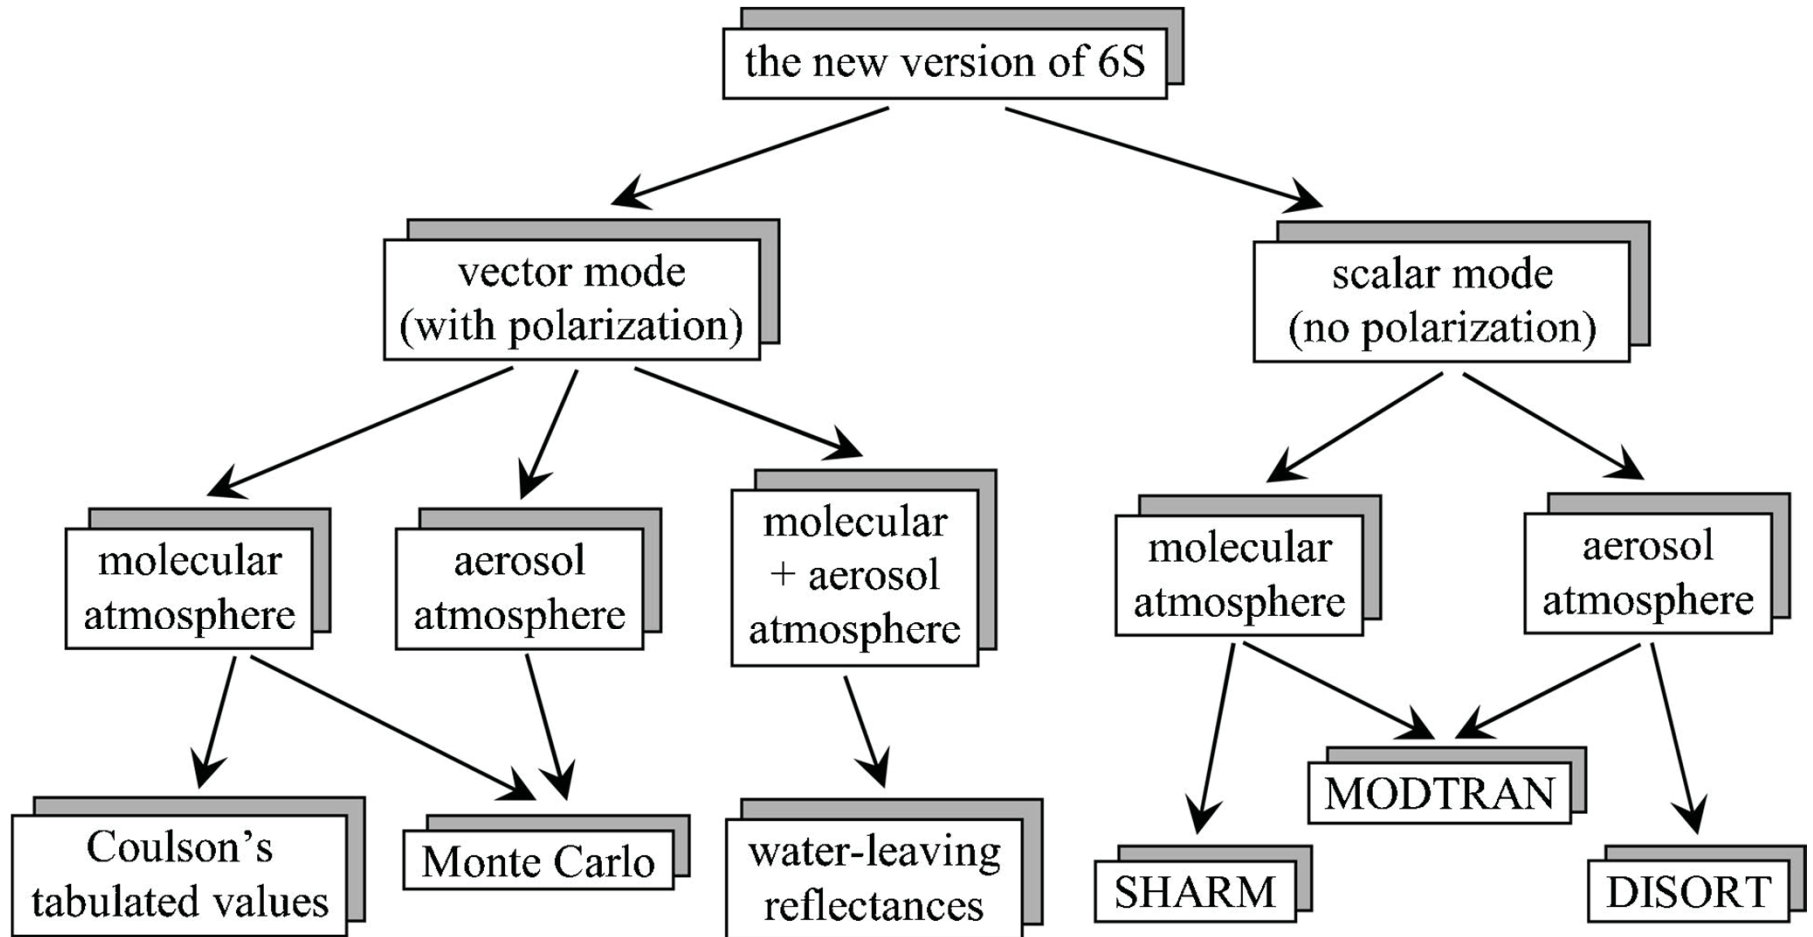 the new version of 6S
vector mode
(with polarization)
scalar mode
(no polarization)
molecular
atmosphere
aerosol
atmosphere
molecular
+ aerosol
atmosphere
molecular
atmosphere
aerosol
atmosphere
Coulson’s
tabulated values
Monte Carlo
water-leaving
reflectances
SHARM
MODTRAN
DISORT